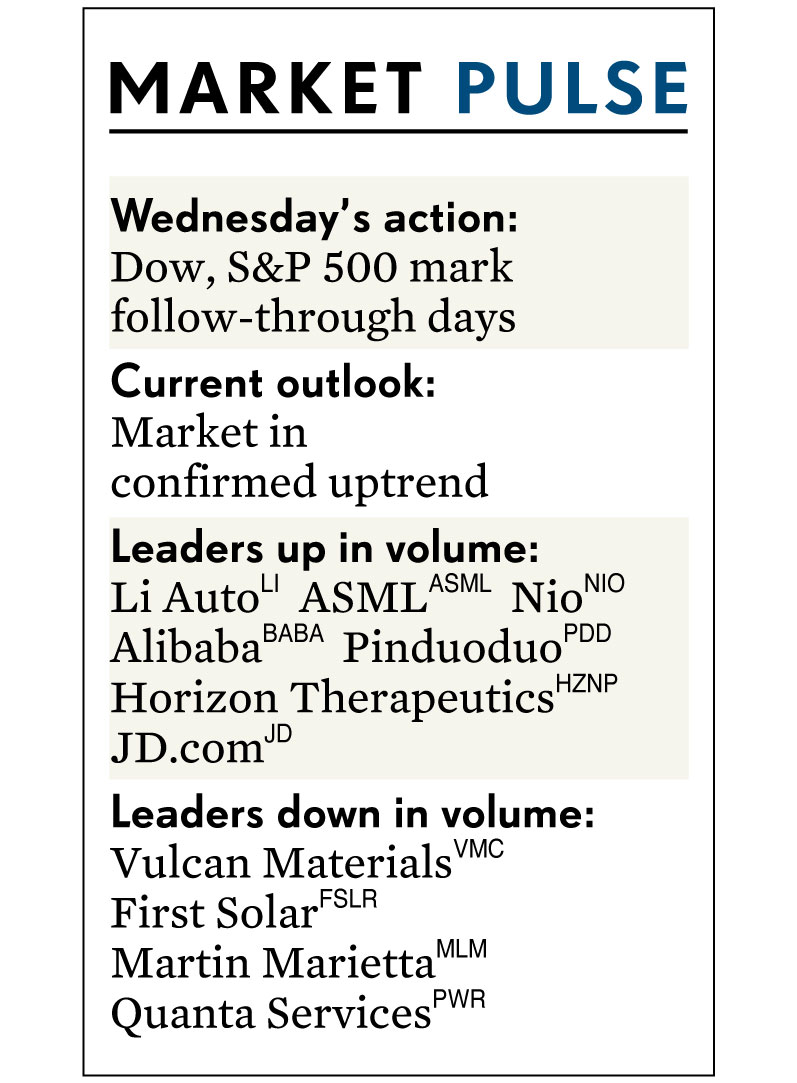 MARKET PULSE
Wednesday’s action:
Dow, S&P 500 mark
follow-through days
Current outlook:
Market in
confirmed uptrend
Leaders up in volume:
Li Auto LI ASML ASML Nio NIO
Alibaba BABA Pinduoduo PDD
Horizon Therapeutics HZNP
JD.com JD
Leaders down in volume:
Vulcan Materials VMC
First Solar FSLR
Martin Marietta MLM
Quanta Services PWR